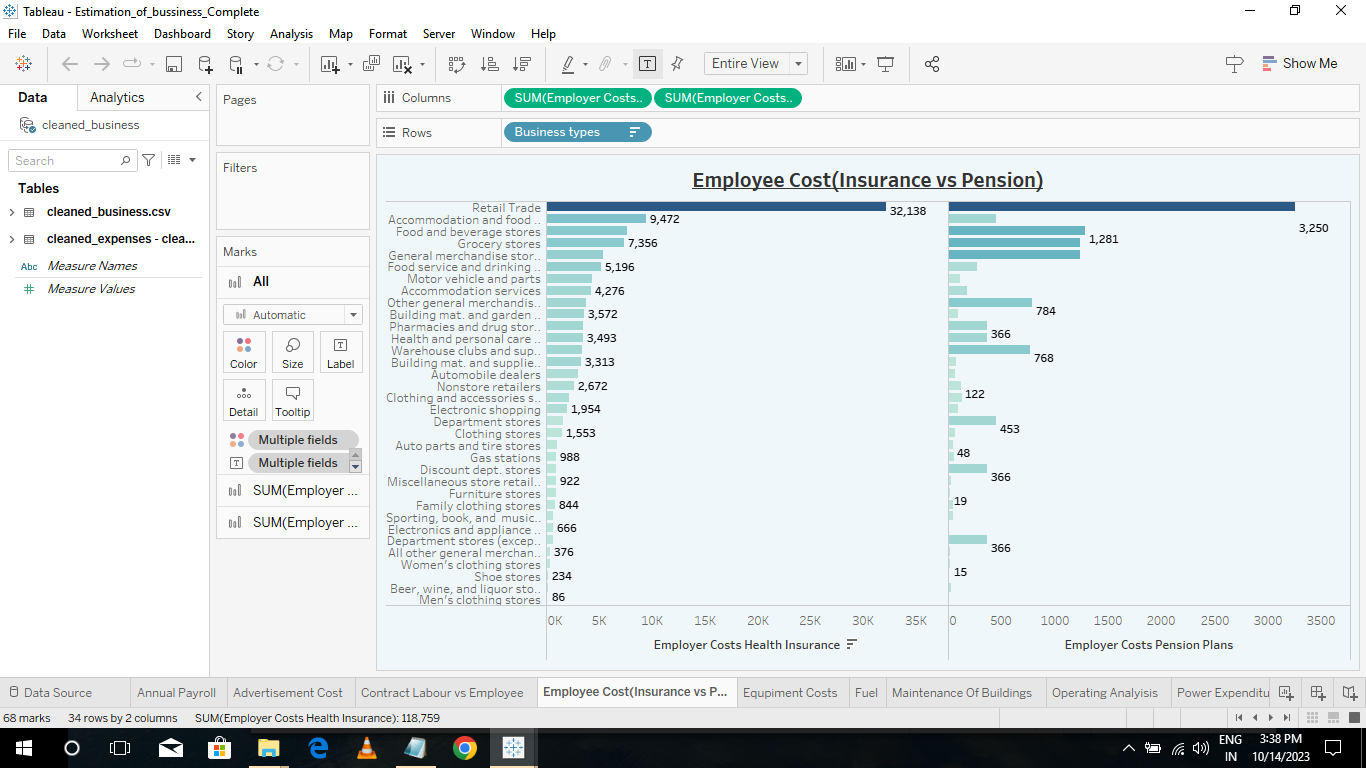 Tableau - Estimation_of_bussiness_Complete
File Data Worksheet Dashboard Story Analysis Map Format Server Window Help
Entire View Show Me
Data Analytics
cleaned_business
Search
Tables
cleaned_business.csv
cleaned_expenses - clea...
Abc Measure Names
# Measure Values
Pages
Filters
Marks
All
Automatic
Color Size Label
Detail Tooltip
Multiple fields
Multiple fields
SUM(Employer ...
SUM(Employer ...
Columns SUM(Employer Costs.. SUM(Employer Costs..
Rows Business types
Employee Cost(Insurance vs Pension)
Retail Trade 32,138 3,250
Accommodation and food .. 9,472
Food and beverage stores 1,281
Grocery stores 7,356
General merchandise stor..
Food service and drinking .. 5,196
Motor vehicle and parts
Accommodation services 4,276
Other general merchandis.. 784
Building mat. and garden .. 3,572
Pharmacies and drug stor.. 366
Health and personal care .. 3,493
Warehouse clubs and sup.. 768
Building mat. and supplie.. 3,313
Automobile dealers
Nonstore retailers 2,672 122
Clothing and accessories s..
Electronic shopping 1,954
Department stores 453
Clothing stores 1,553
Auto parts and tire stores 48
Gas stations 988
Discount dept. stores 366
Miscellaneous store retail.. 922
Furniture stores 19
Family clothing stores 844
Sporting, book, and music..
Electronics and appliance .. 666
Department stores (excep.. 366
All other general merchan.. 376
Women's clothing stores 15
Shoe stores 234
Beer, wine, and liquor sto..
Men's clothing stores 86
0K 5K 10K 15K 20K 25K 30K 35K 0 500 1000 1500 2000 2500 3000 3500
Employer Costs Health Insurance Employer Costs Pension Plans
Data Source Annual Payroll Advertisement Cost Contract Labour vs Employee Employee Cost(Insurance vs P... Equpiment Costs Fuel Maintenance Of Buildings Operating Analyisis Power Expenditu
68 marks 34 rows by 2 columns SUM(Employer Costs Health Insurance): 118,759
ENG 3:38 PM
IN 10/14/2023